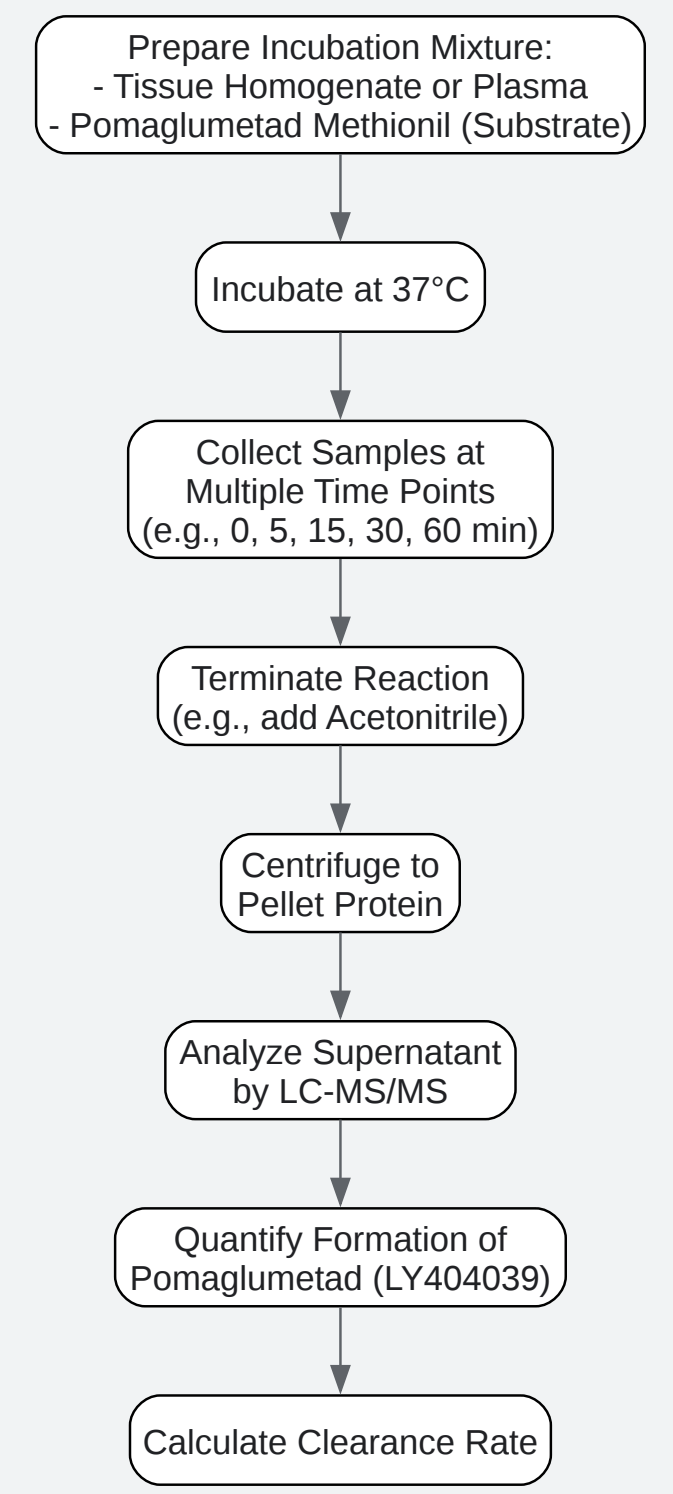 Prepare Incubation Mixture:
- Tissue Homogenate or Plasma
- Pomaglumetad Methionil (Substrate)
Incubate at 37°C
Collect Samples at
Multiple Time Points
(e.g., 0, 5, 15, 30, 60 min)
Terminate Reaction
(e.g., add Acetonitrile)
Centrifuge to
Pellet Protein
Analyze Supernatant
by LC-MS/MS
Quantify Formation of
Pomaglumetad (LY404039)
Calculate Clearance Rate